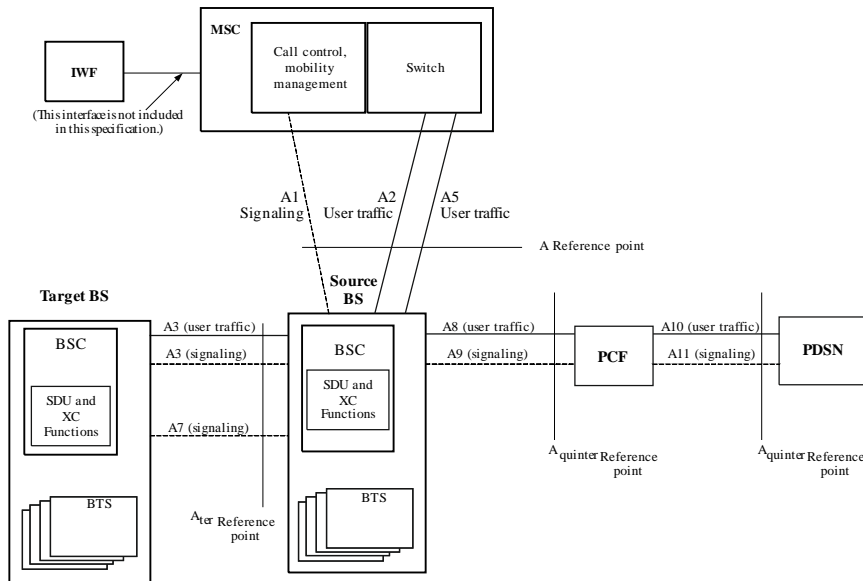 MSC
Call control,
mobility
management
Switch
IWF
(This interface is not included
in this specification.)
A1
Signaling
A2
User traffic
A5
User traffic
A Reference point
Target BS
Source
BS
BSC
SDU and
XC
Functions
BTS
A3 (user traffic)
A3 (signaling)
A7 (signaling)
Ater Reference
point
BSC
SDU and
XC
Functions
BTS
A8 (user traffic)
A9 (signaling)
PCF
A10 (user traffic)
A11 (signaling)
PDSN
Aquinter Reference
point
Aquinter Reference
point